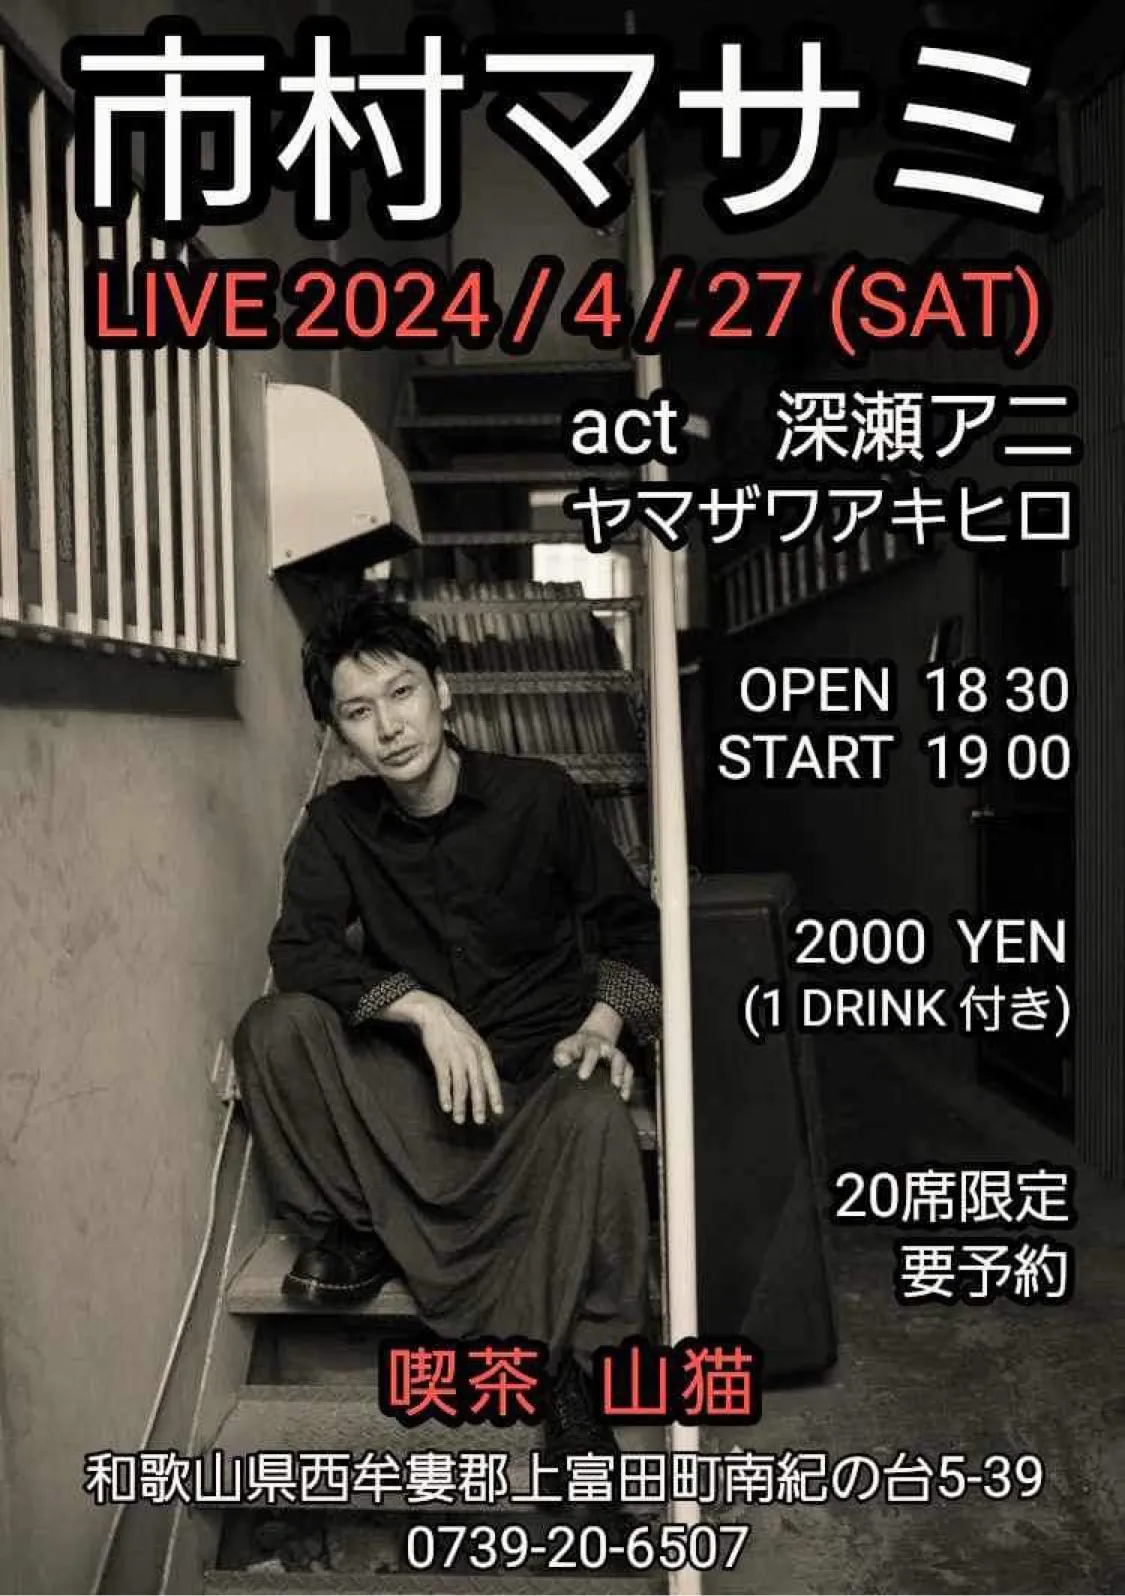 市村マサミ
LIVE 2024 / 4 / 27 (SAT)
act 深瀬アニ
ヤマザワアキヒロ
OPEN 18 30
START 19 00
2000 YEN
(1 DRINK 付き)
20席限定
要予約
喫茶 山猫
和歌山県西牟婁郡上富田町南紀の台5-39
0739-20-6507